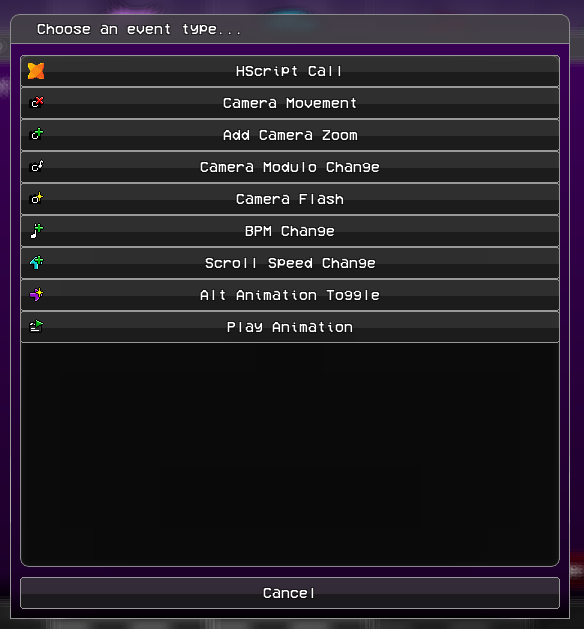 Choose an event type...
HScript Call
Camera Movement
Add Camera Zoom
Camera Modulo Change
Camera Flash
BPM Change
Scroll Speed Change
Alt Animation Toggle
Play Animation
Cancel